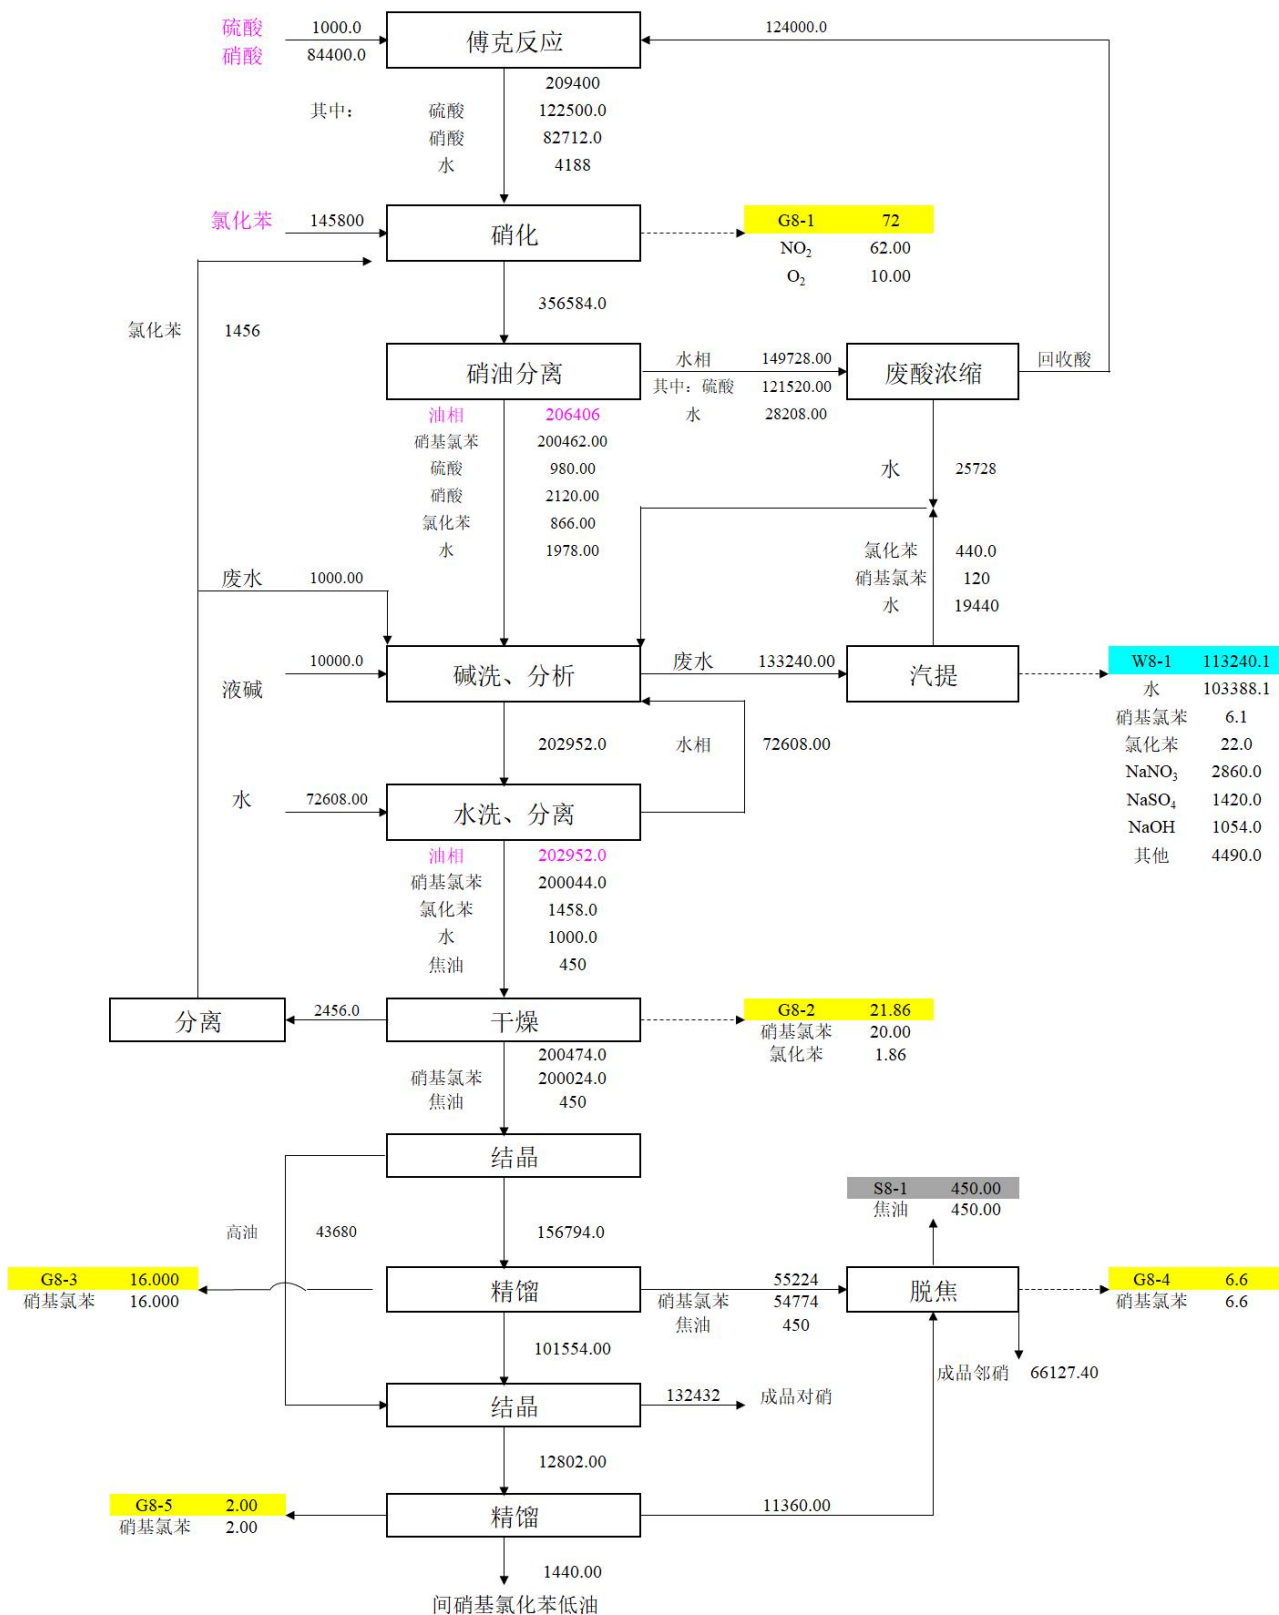 硫酸 1000.0 傅克反应 124000.0
硝酸 84400.0
209400
其中: 硫酸 122500.0
硝酸 82712.0
水 4188
氯化苯 145800 硝化 G8-1 72
NO₂ 62.00
O₂ 10.00
356584.0
氯化苯 1456
硝油分离 水相 149728.00 废酸浓缩 回收酸
其中: 硫酸 121520.00
油相 206406 水 28208.00
硝基氯苯 200462.00
硫酸 980.00 水 25728
硝酸 2120.00
氯化苯 866.00
水 1978.00
氯化苯 440.0
硝基氯苯 120
水 19440
废水 1000.00
液碱 10000.0 碱洗、分析 废水 133240.00 汽提 W8-1 113240.1
水 103388.1
硝基氯苯 6.1
202952.0 水相 72608.00 氯化苯 22.0
NaNO₃ 2860.0
水 72608.00 水洗、分离 NaSO₄ 1420.0
NaOH 1054.0
油相 202952.0 其他 4490.0
硝基氯苯 200044.0
氯化苯 1458.0
水 1000.0
焦油 450
分离 2456.0 干燥 G8-2 21.86
硝基氯苯 20.00
氯化苯 1.86
200474.0
硝基氯苯 200024.0
焦油 450
结晶
S8-1 450.00
焦油 450.00
高油 43680 156794.0
G8-3 16.000 精馏 55224 脱焦 G8-4 6.6
硝基氯苯 16.000 硝基氯苯 54774 硝基氯苯 6.6
焦油 450
101554.00
成品邻硝 66127.40
结晶 132432 成品对硝
12802.00
G8-5 2.00 精馏 11360.00
硝基氯苯 2.00
1440.00
间硝基氯化苯低油